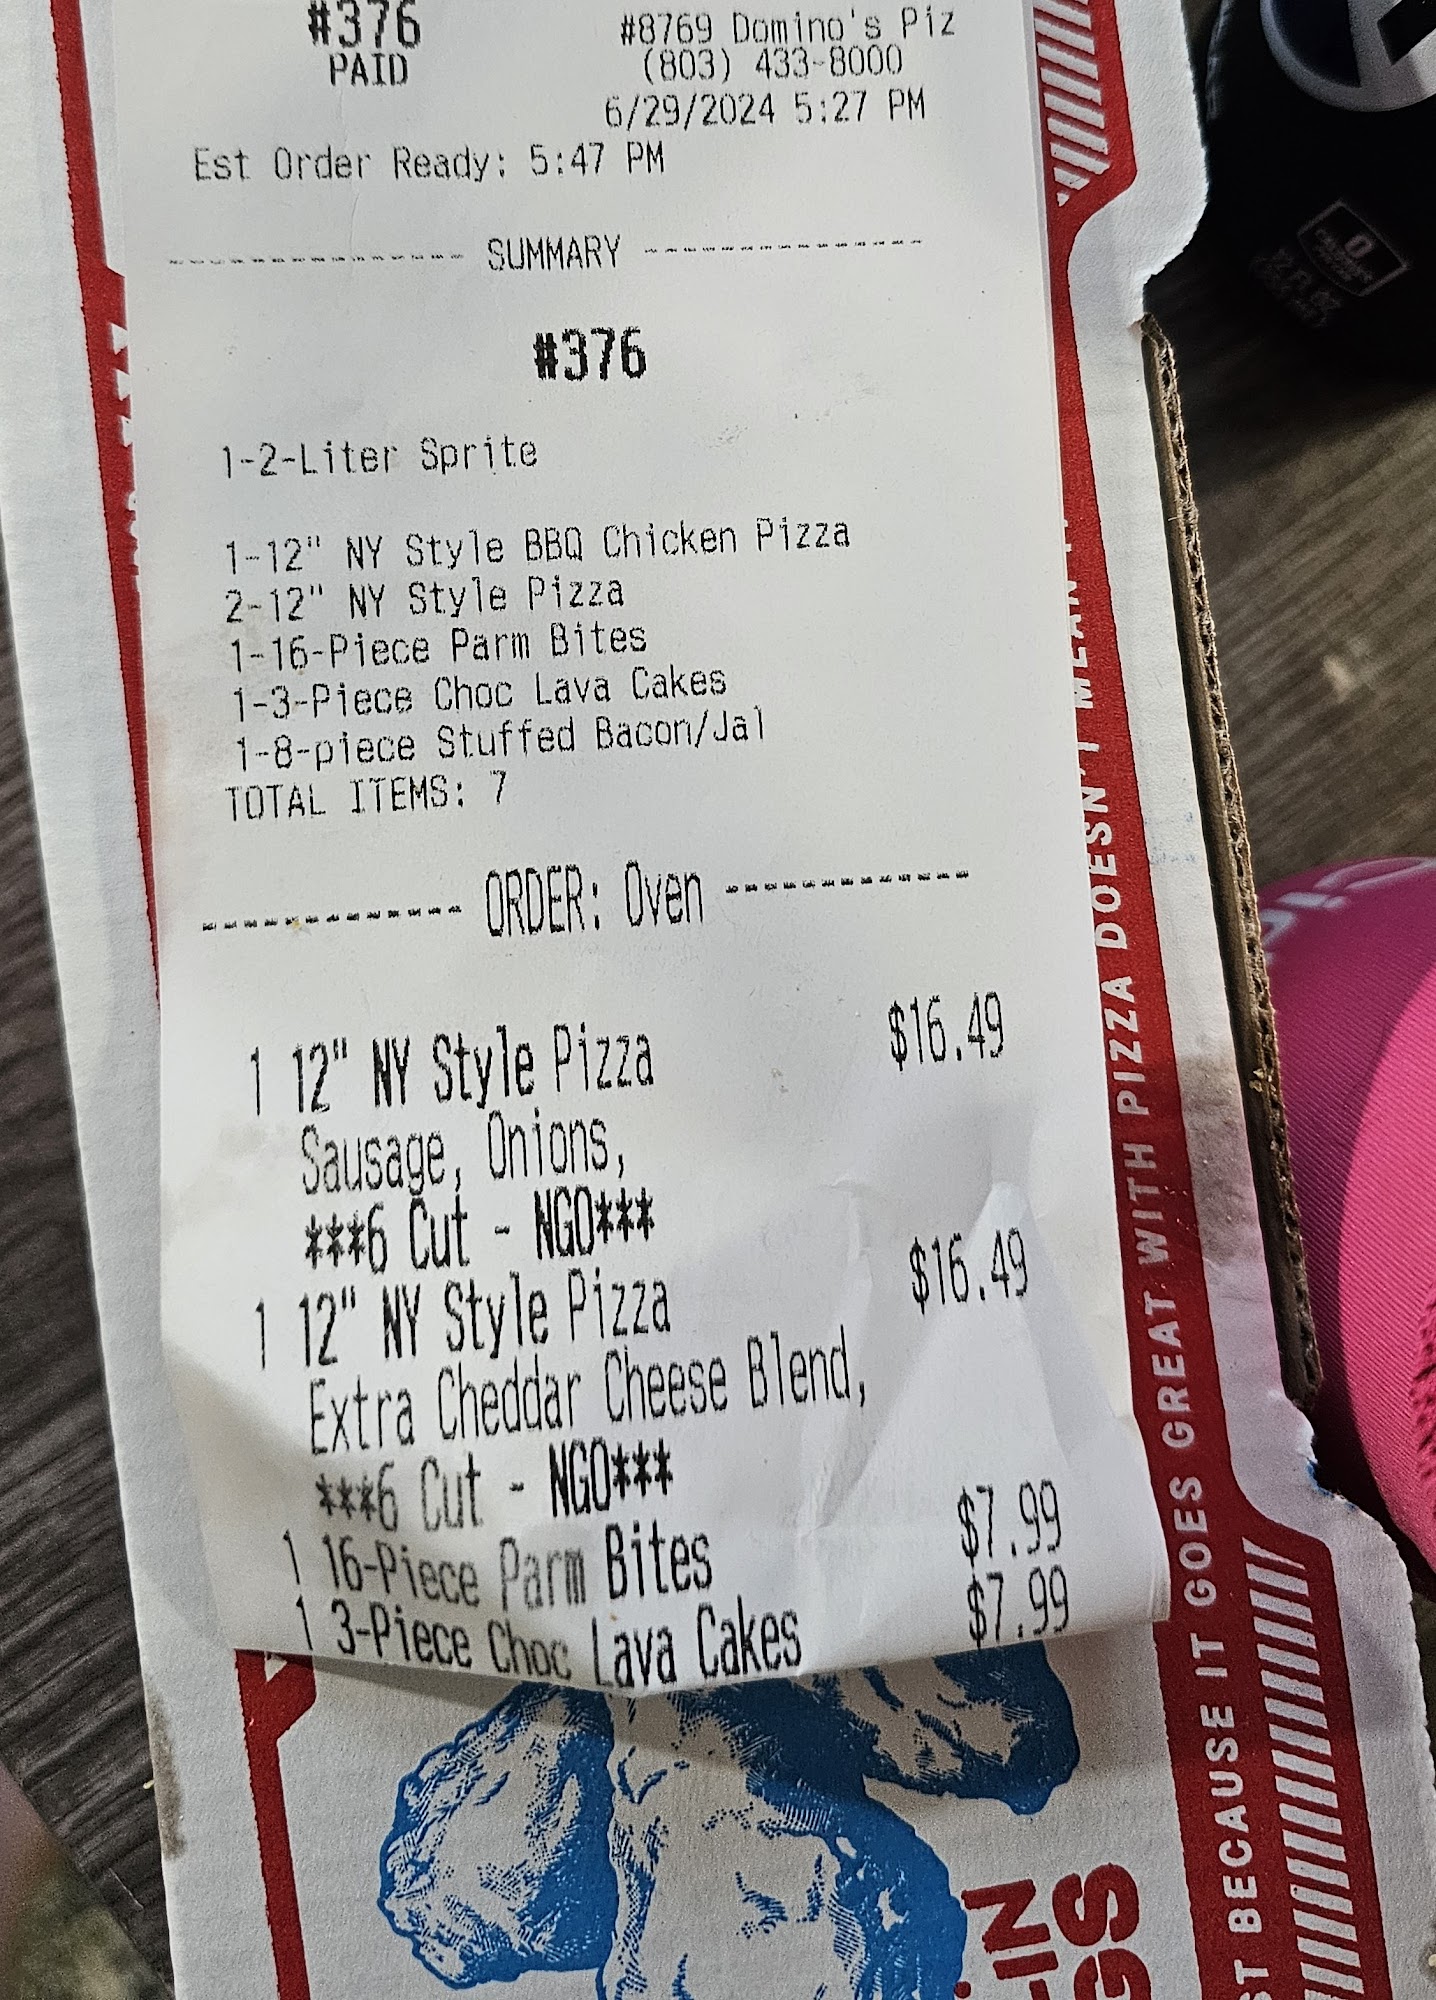 #376
PAID
#8769 Domino's Piz
(803) 433-8000
6/29/2024 5:27 PM
Est Order Ready: 5:47 PM
SUMMARY
#376
1-2-Liter Sprite
1-12" NY Style BBQ Chicken Pizza
2-12" NY Style Pizza
1-16-Piece Parm Bites
1-3-Piece Choc Lava Cakes
1-8-piece Stuffed Bacon/Jal
TOTAL ITEMS: 7
ORDER: Oven
1 12" NY Style Pizza $16.49
Sausage, Onions,
***6 Cut - NGO***
1 12" NY Style Pizza $16.49
Extra Cheddar Cheese Blend,
***6 Cut - NGO***
1 16-Piece Parm Bites $7.99
1 3-Piece Choc Lava Cakes $7.99
BECAUSE IT GOES GREAT WITH PIZZA DOESN'T MEAN